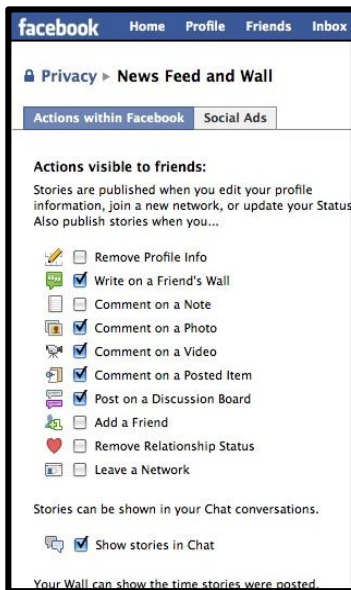 facebook Home Profile Friends Inbox
Privacy ▸ News Feed and Wall
Actions within Facebook Social Ads
Actions visible to friends:
Stories are published when you edit your profile
information, join a new network, or update your Status
Also publish stories when you...
Remove Profile Info
Write on a Friend's Wall
Comment on a Note
Comment on a Photo
Comment on a Video
Comment on a Posted Item
Post on a Discussion Board
Add a Friend
Remove Relationship Status
Leave a Network
Stories can be shown in your Chat conversations.
Show stories in Chat
Your Wall can show the time stories were posted.